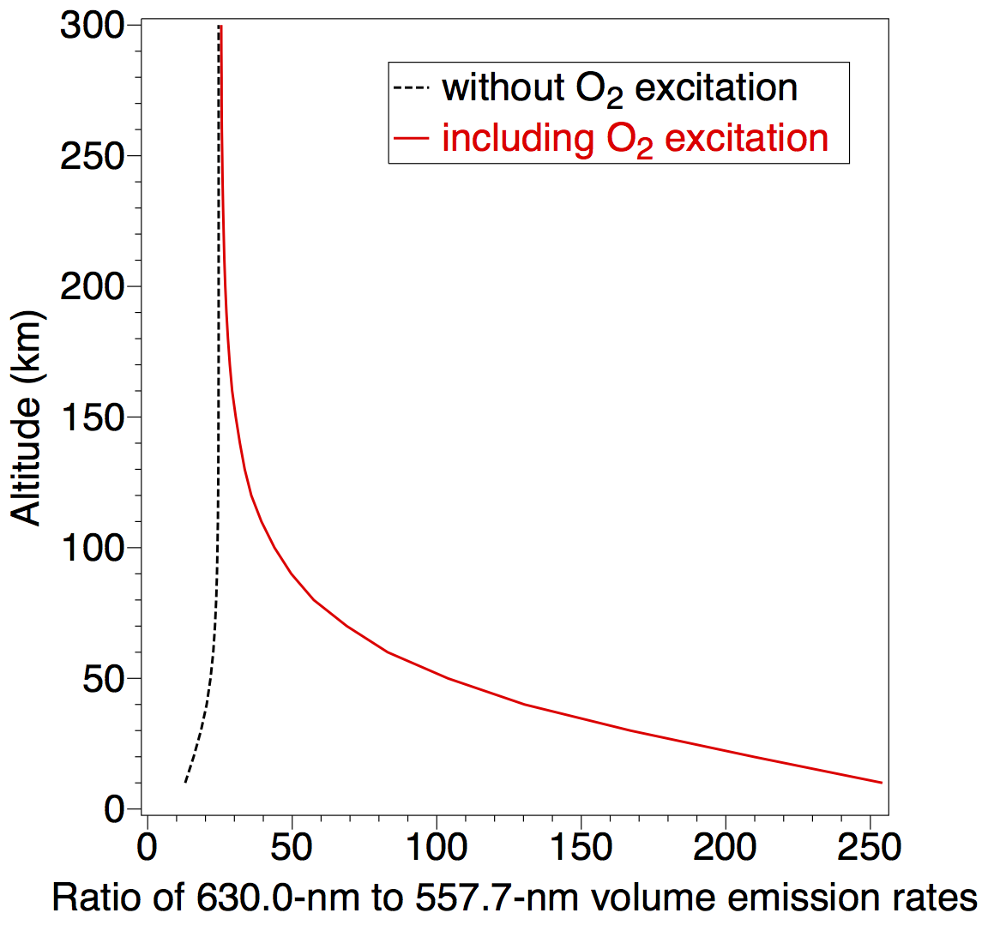 300
250
200
150
100
50
0
Altitude (km)
without O₂ excitation
including O₂ excitation
0 50 100 150 200 250
Ratio of 630.0-nm to 557.7-nm volume emission rates